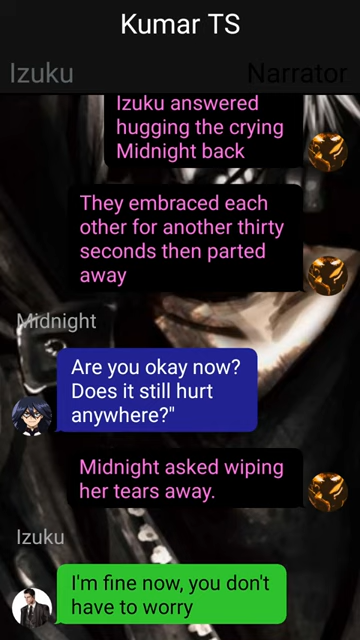 Kumar TS
Izuku
Narrator
Izuku answered
hugging the crying
Midnight back
They embraced each
other for another thirty
seconds then parted
away
Midnight
Are you okay now?
Does it still hurt
anywhere?"
Midnight asked wiping
her tears away.
Izuku
I'm fine now, you don't
have to worry